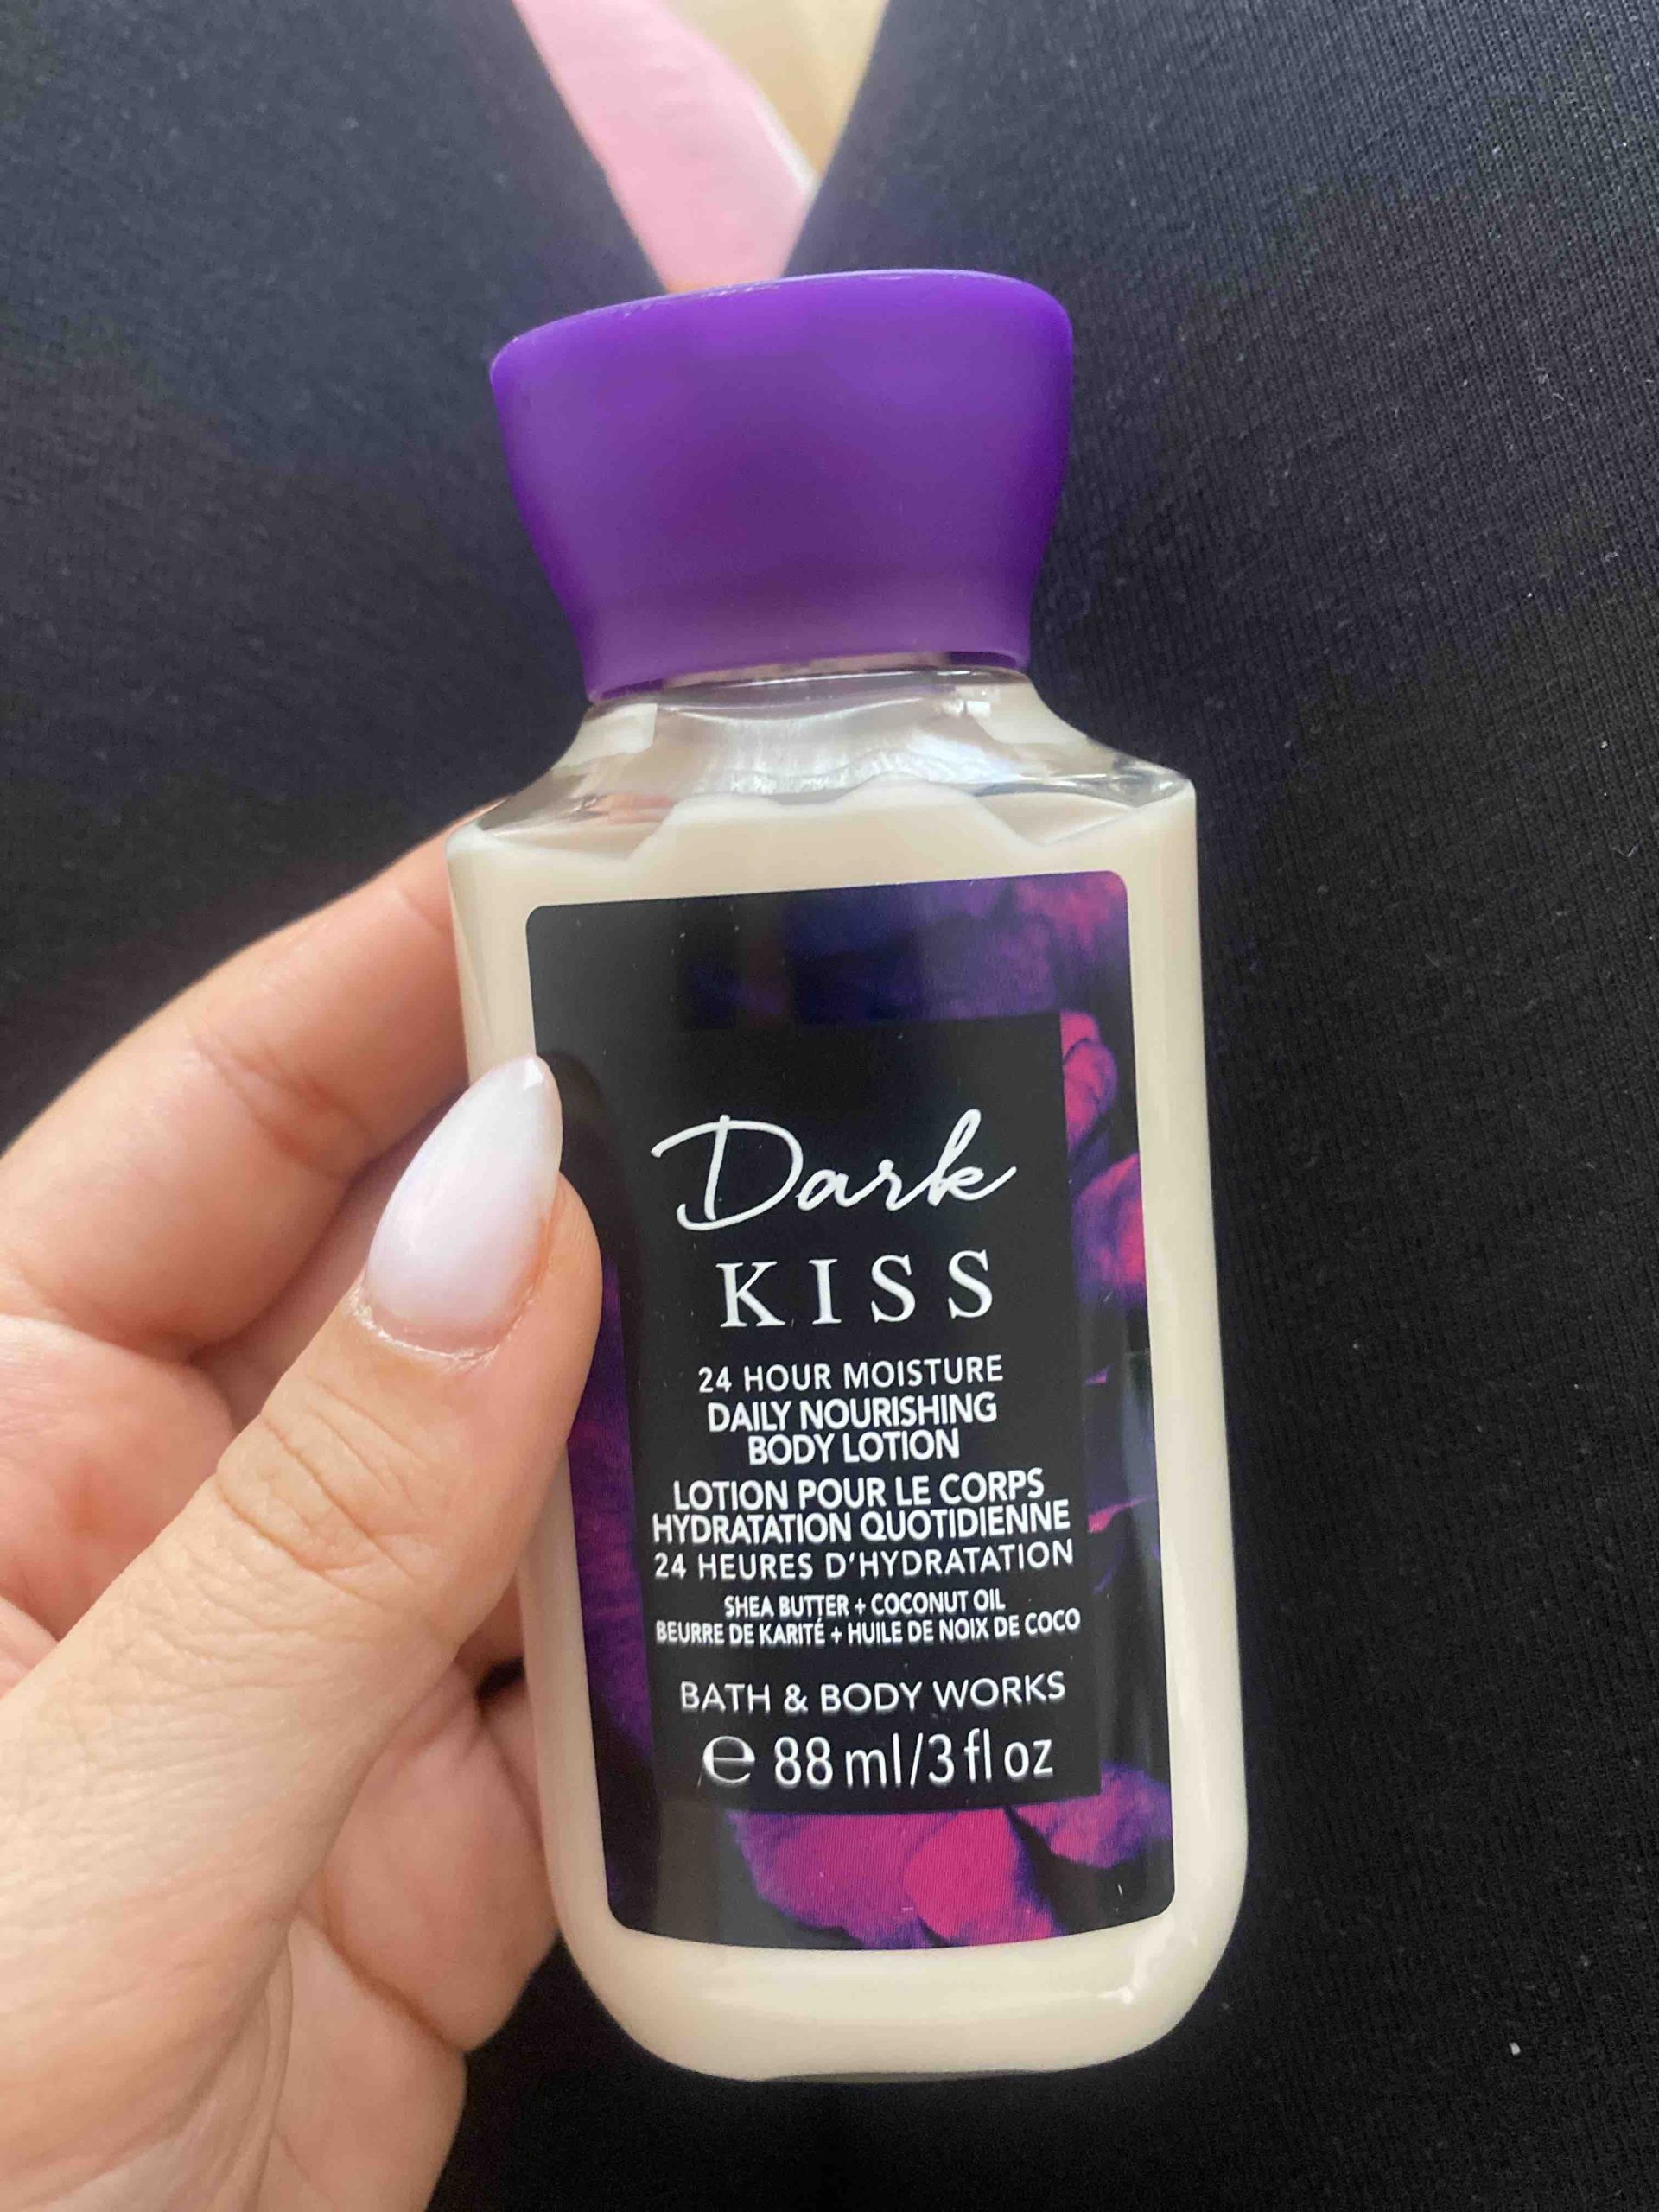 Dark
KISS
24 HOUR MOISTURE
DAILY NOURISHING
BODY LOTION
LOTION POUR LE CORPS
HYDRATATION QUOTIDIENNE
24 HEURES D'HYDRATATION
SHEA BUTTER + COCONUT OIL
BEURRE DE KARITÉ + HUILE DE NOIX DE COCO
BATH & BODY WORKS
℮ 88 ml/3 fl oz